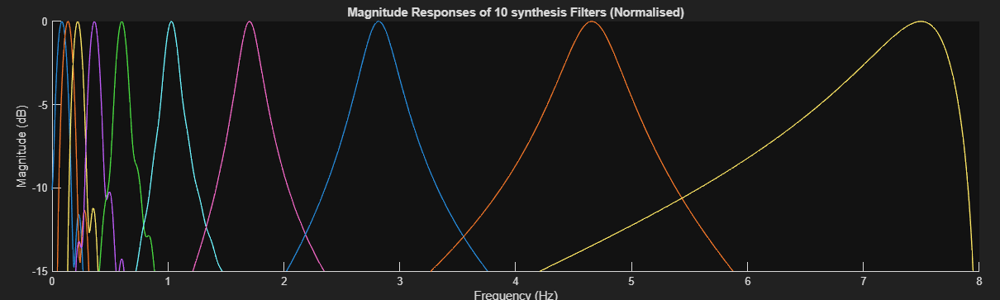 Magnitude Responses of 10 synthesis Filters (Normalised)
0
-5
-10
-15
Magnitude (dB)
0 1 2 3 4 5 6 7 8
Frequency (Hz)